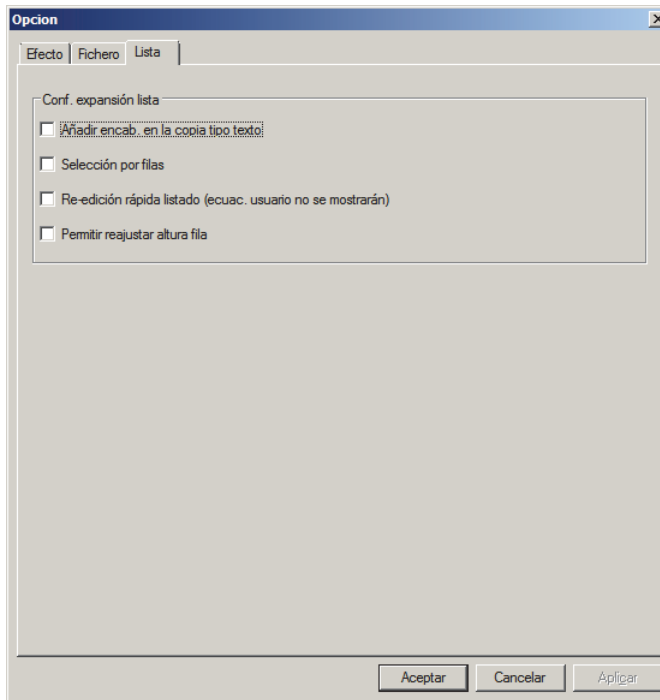 Opcion
Efecto Fichero Lista
Conf. expansión lista
Añadir encab. en la copia tipo texto
Selección por filas
Re-edición rápida listado (ecuac. usuario no se mostrarán)
Permitir reajustar altura fila
Aceptar Cancelar Aplicar